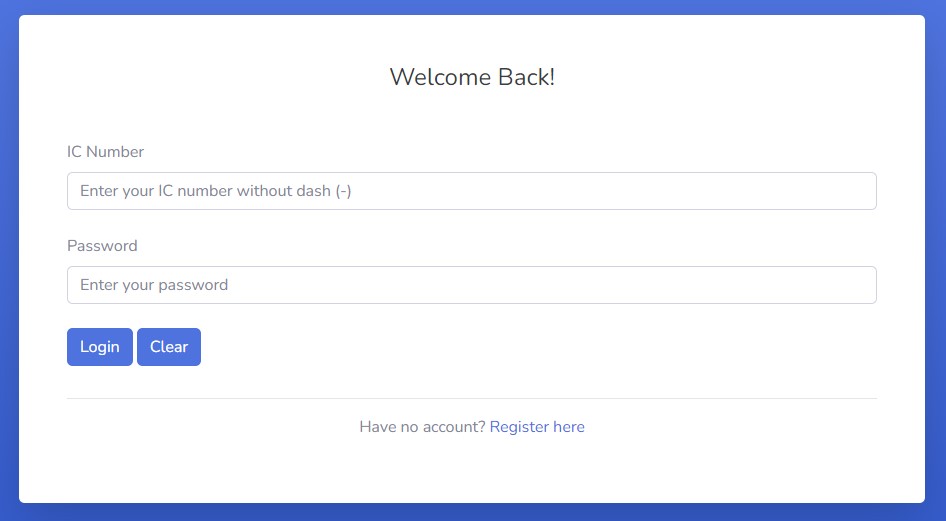 Welcome Back!
IC Number
Enter your IC number without dash (-)
Password
Enter your password
Login Clear
Have no account? Register here